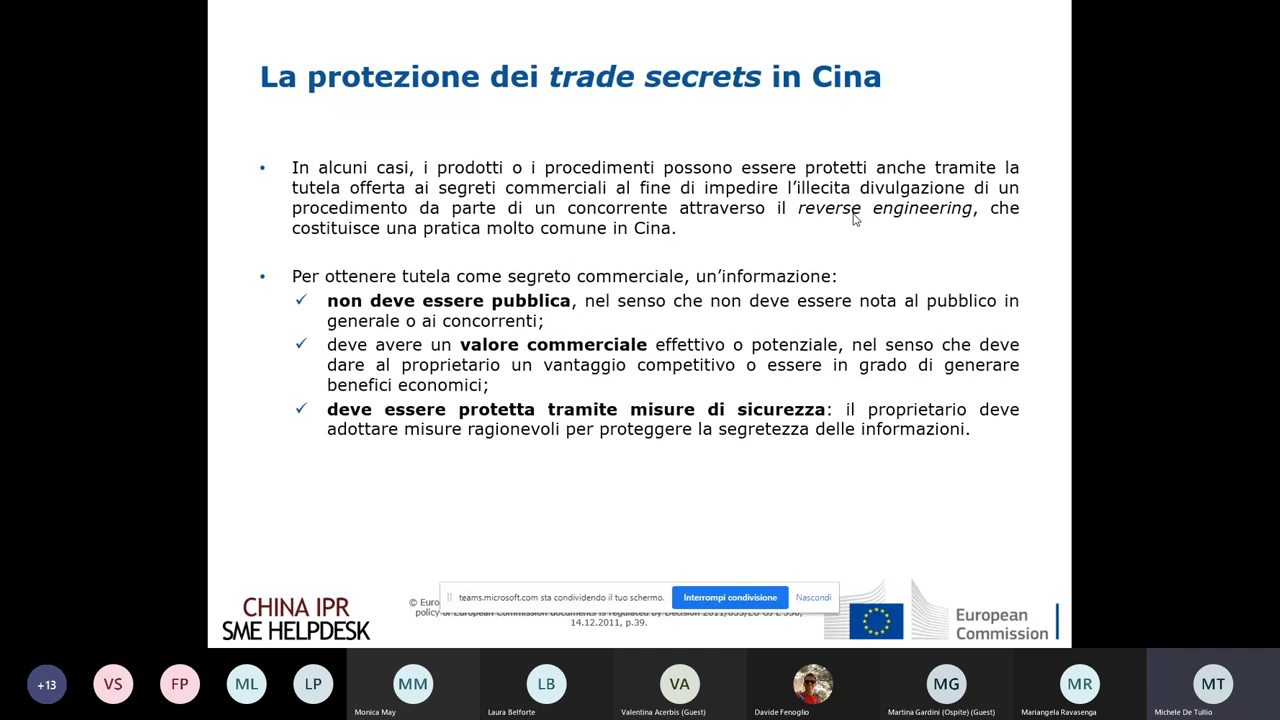 La protezione dei trade secrets in Cina
• In alcuni casi, i prodotti o i procedimenti possono essere protetti anche tramite la
tutela offerta ai segreti commerciali al fine di impedire l’illecita divulgazione di un
procedimento da parte di un concorrente attraverso il reverse engineering, che
costituisce una pratica molto comune in Cina.
• Per ottenere tutela come segreto commerciale, un’informazione:
✓ non deve essere pubblica, nel senso che non deve essere nota al pubblico in
generale o ai concorrenti;
✓ deve avere un valore commerciale effettivo o potenziale, nel senso che deve
dare al proprietario un vantaggio competitivo o essere in grado di generare
benefici economici;
✓ deve essere protetta tramite misure di sicurezza: il proprietario deve
adottare misure ragionevoli per proteggere la segretezza delle informazioni.
teams.microsoft.com sta condividendo il tuo schermo. Interrompi condivisione Nascondi
14.12.2011, p.39.
CHINA IPR
SME HELPDESK
European
Commission
+13 VS FP ML LP MM LB VA MG MR MT
Monica May Laura Belforte Valentina Acerbis (Guest) Davide Fenoglio Martina Gardini (Ospite) (Guest) Mariangela Ravasenga Michele De Tullio